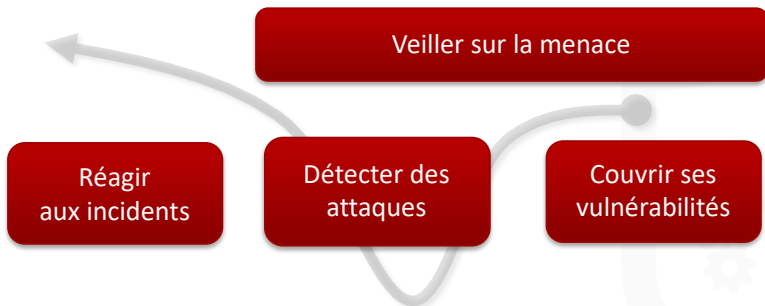 Veiller sur la menace
Réagir
aux incidents
Détecter des
attaques
Couvrir ses
vulnérabilités